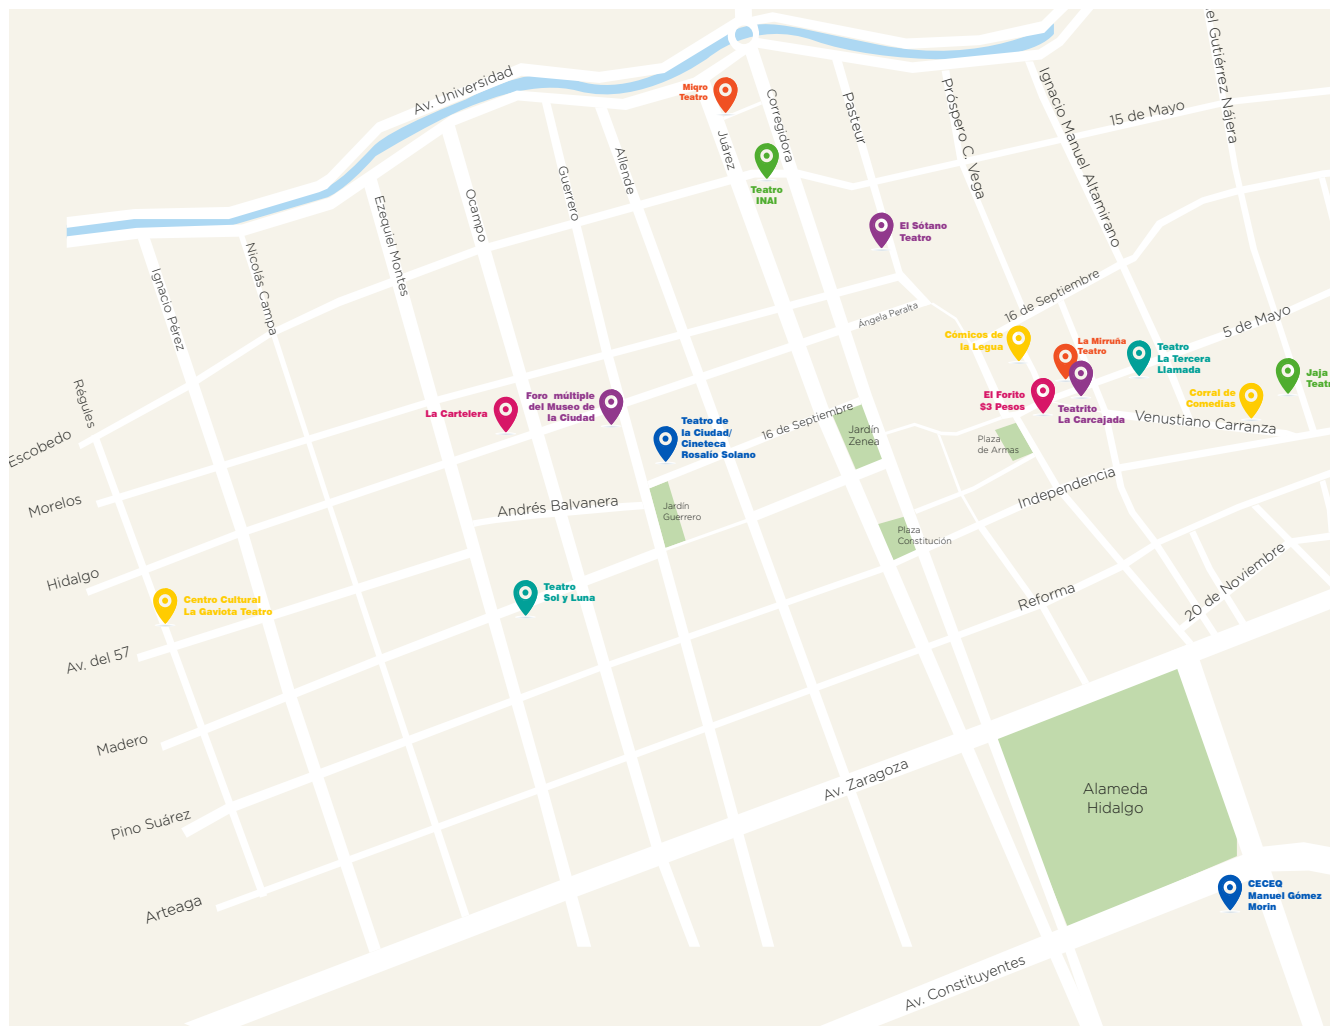 el Gutiérrez Nájera
Av. Universidad
Miqro
Teatro
Corregidora
Pasteur
Próspero C. Vega
Ignacio Manuel Altamirano
15 de Mayo
Juárez
Allende
Guerrero
Ocampo
Ezequiel Montes
Nicolás Campa
Ignacio Pérez
Régules
Teatro
INAI
El Sótano
Teatro
16 de Septiembre
Ángela Peralta
5 de Mayo
Cómicos de
la Legua
La Mirruña
Teatro
Teatro
La Tercera
Llamada
Jaja
Teatr
El Forito
$3 Pesos
Teatrito
La Carcajada
Corral de
Comedias
Venustiano Carranza
La Cartelera
Foro múltiple
del Museo de
la Ciudad
Teatro de
la Ciudad/
Cineteca
Rosalío Solano
16 de Septiembre
Jardín
Zenea
Plaza
de Armas
Escobedo
Morelos
Hidalgo
Andrés Balvanera
Jardín
Guerrero
Plaza
Constitución
Independencia
Centro Cultural
La Gaviota Teatro
Teatro
Sol y Luna
Reforma
20 de Noviembre
Av. del 57
Madero
Pino Suárez
Arteaga
Av. Zaragoza
Alameda
Hidalgo
CECEQ
Manuel Gómez
Morin
Av. Constituyentes